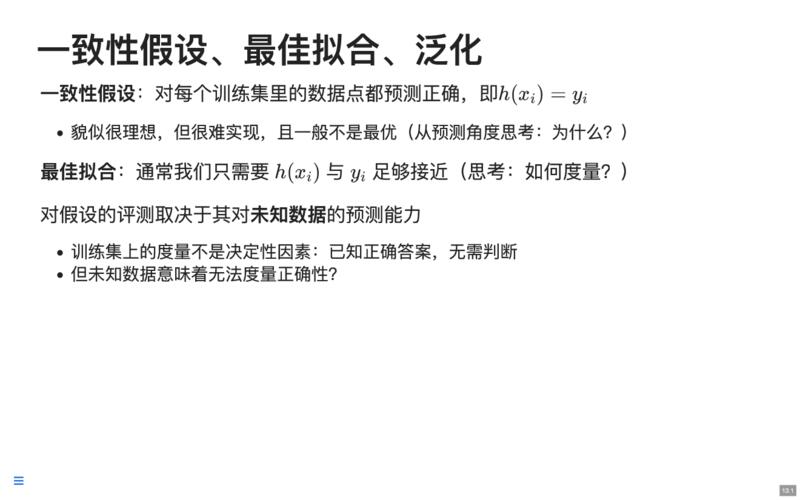 一致性假设、最佳拟合、泛化
一致性假设：对每个训练集里的数据点都预测正确，即h(xᵢ) = yᵢ
• 貌似很理想，但很难实现，且一般不是最优（从预测角度思考：为什么？）
最佳拟合：通常我们只需要 h(xᵢ) 与 yᵢ 足够接近（思考：如何度量？）
对假设的评测取决于其对未知数据的预测能力
• 训练集上的度量不是决定性因素：已知正确答案，无需判断
• 但未知数据意味着无法度量正确性？
13.1